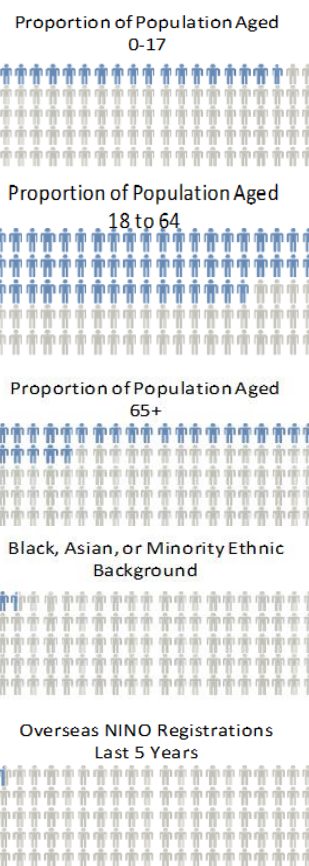 Proportion of Population Aged
0-17
Proportion of Population Aged
18 to 64
Proportion of Population Aged
65+
Black, Asian, or Minority Ethnic
Background
Overseas NINO Registrations
Last 5 Years